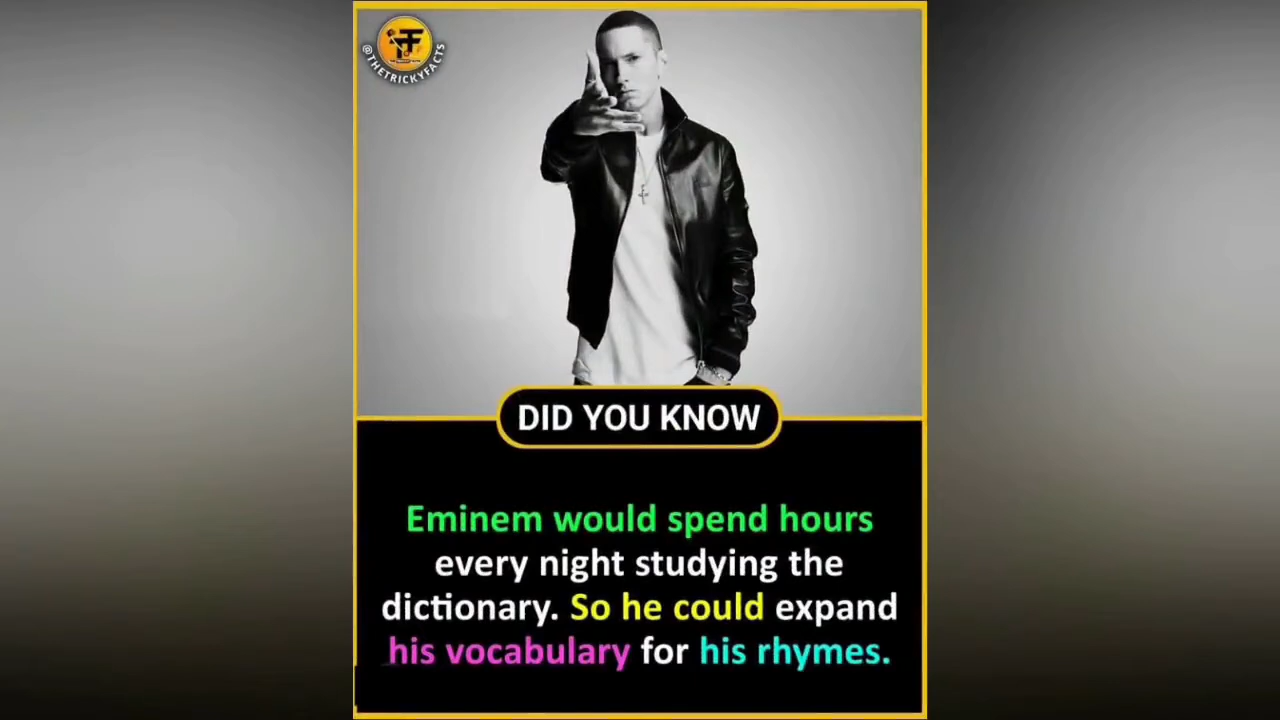 @THETRICKYFACTS
DID YOU KNOW
Eminem would spend hours
every night studying the
dictionary. So he could expand
his vocabulary for his rhymes.